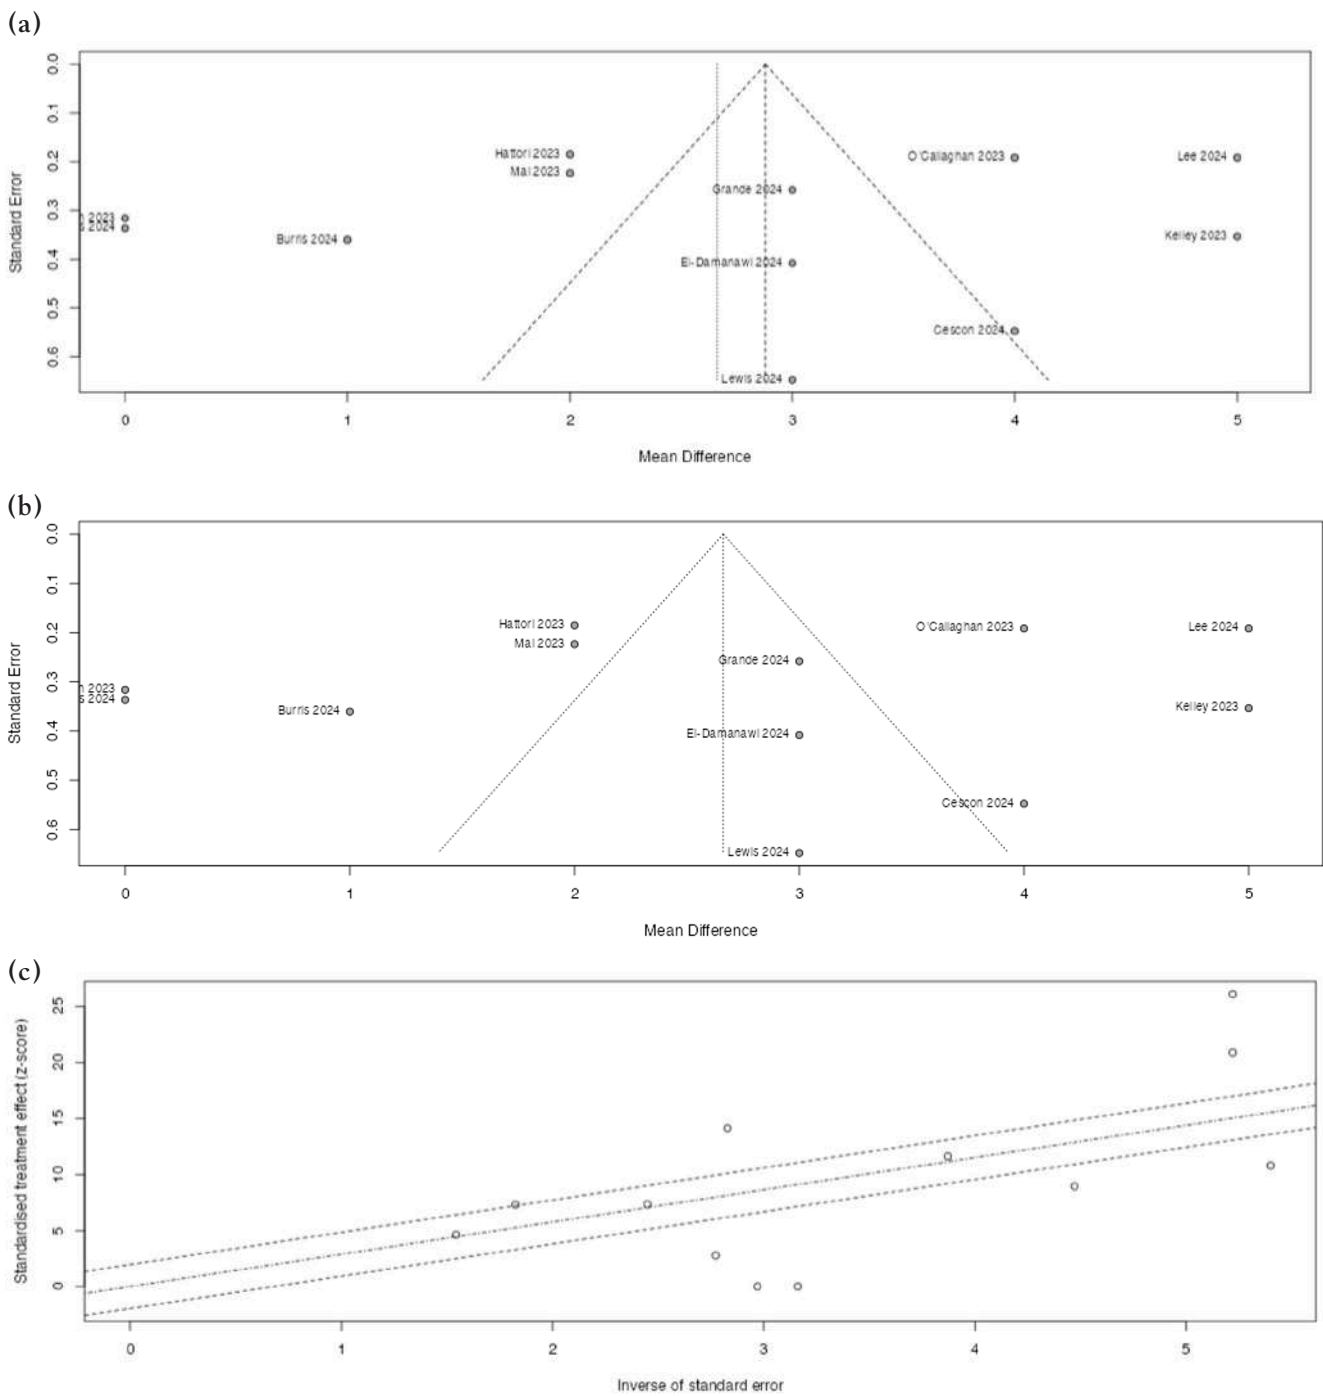 (a)
0.0
0.1
0.2
0.3
0.4
0.5
0.6
Standard Error
Hattori 2023
Mai 2023
O'Callaghan 2023
Lee 2024
Grande 2024
2023
s 2024
Burris 2024
Kelley 2023
El-Damanawi 2024
Cescon 2024
Lewis 2024
0 1 2 3 4 5
Mean Difference
(b)
0.0
0.1
0.2
0.3
0.4
0.5
0.6
Standard Error
Hattori 2023
Mai 2023
O'Callaghan 2023
Lee 2024
Grande 2024
2023
s 2024
Burris 2024
Kelley 2023
El-Damanawi 2024
Cescon 2024
Lewis 2024
0 1 2 3 4 5
Mean Difference
(c)
25
20
15
10
5
0
Standardised treatment effect (z-score)
0 1 2 3 4 5
Inverse of standard error